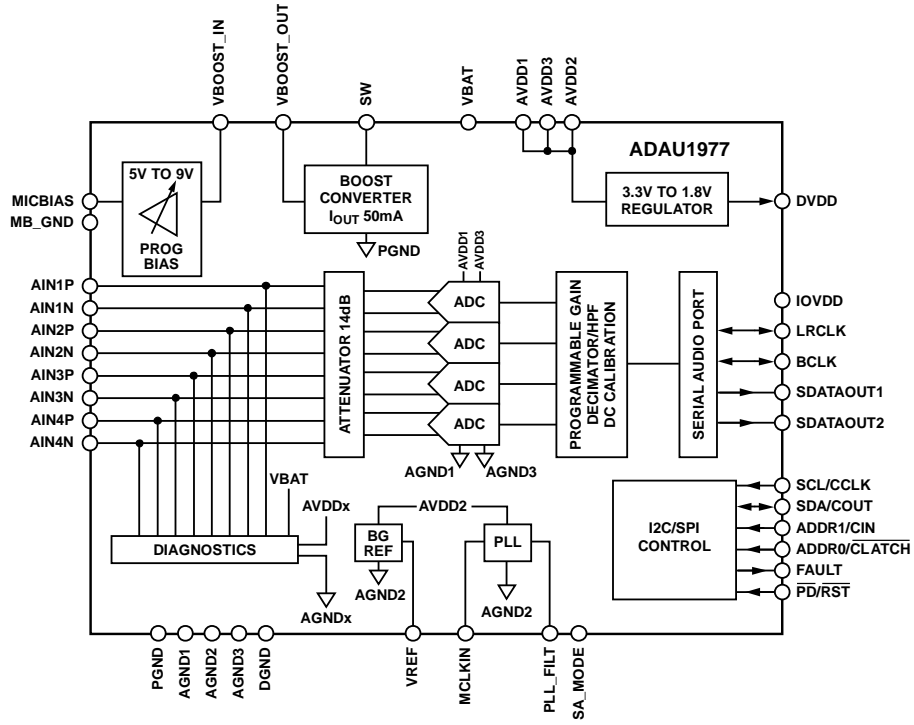 VBOOST_IN
VBOOST_OUT
SW
VBAT
AVDD1
AVDD3
AVDD2
ADAU1977
5V TO 9V
PROG
BIAS
BOOST
CONVERTER
IOUT 50mA
PGND
3.3V TO 1.8V
REGULATOR
MICBIAS
MB_GND
DVDD
AIN1P
AIN1N
AIN2P
AIN2N
AIN3P
AIN3N
AIN4P
AIN4N
ATTENUATOR 14dB
AVDD1
AVDD3
ADC
ADC
ADC
ADC
AGND1
AGND3
PROGRAMMABLE GAIN
DECIMATOR/HPF
DC CALIBRATION
SERIAL AUDIO PORT
IOVDD
LRCLK
BCLK
SDATAOUT1
SDATAOUT2
VBAT
AVDDx
DIAGNOSTICS
AGNDx
AVDD2
BG
REF
AGND2
PLL
AGND2
I2C/SPI
CONTROL
SCL/CCLK
SDA/COUT
ADDR1/CIN
ADDR0/CLATCH
FAULT
PD/RST
PGND
AGND1
AGND2
AGND3
DGND
VREF
MCLKIN
PLL_FILT
SA_MODE